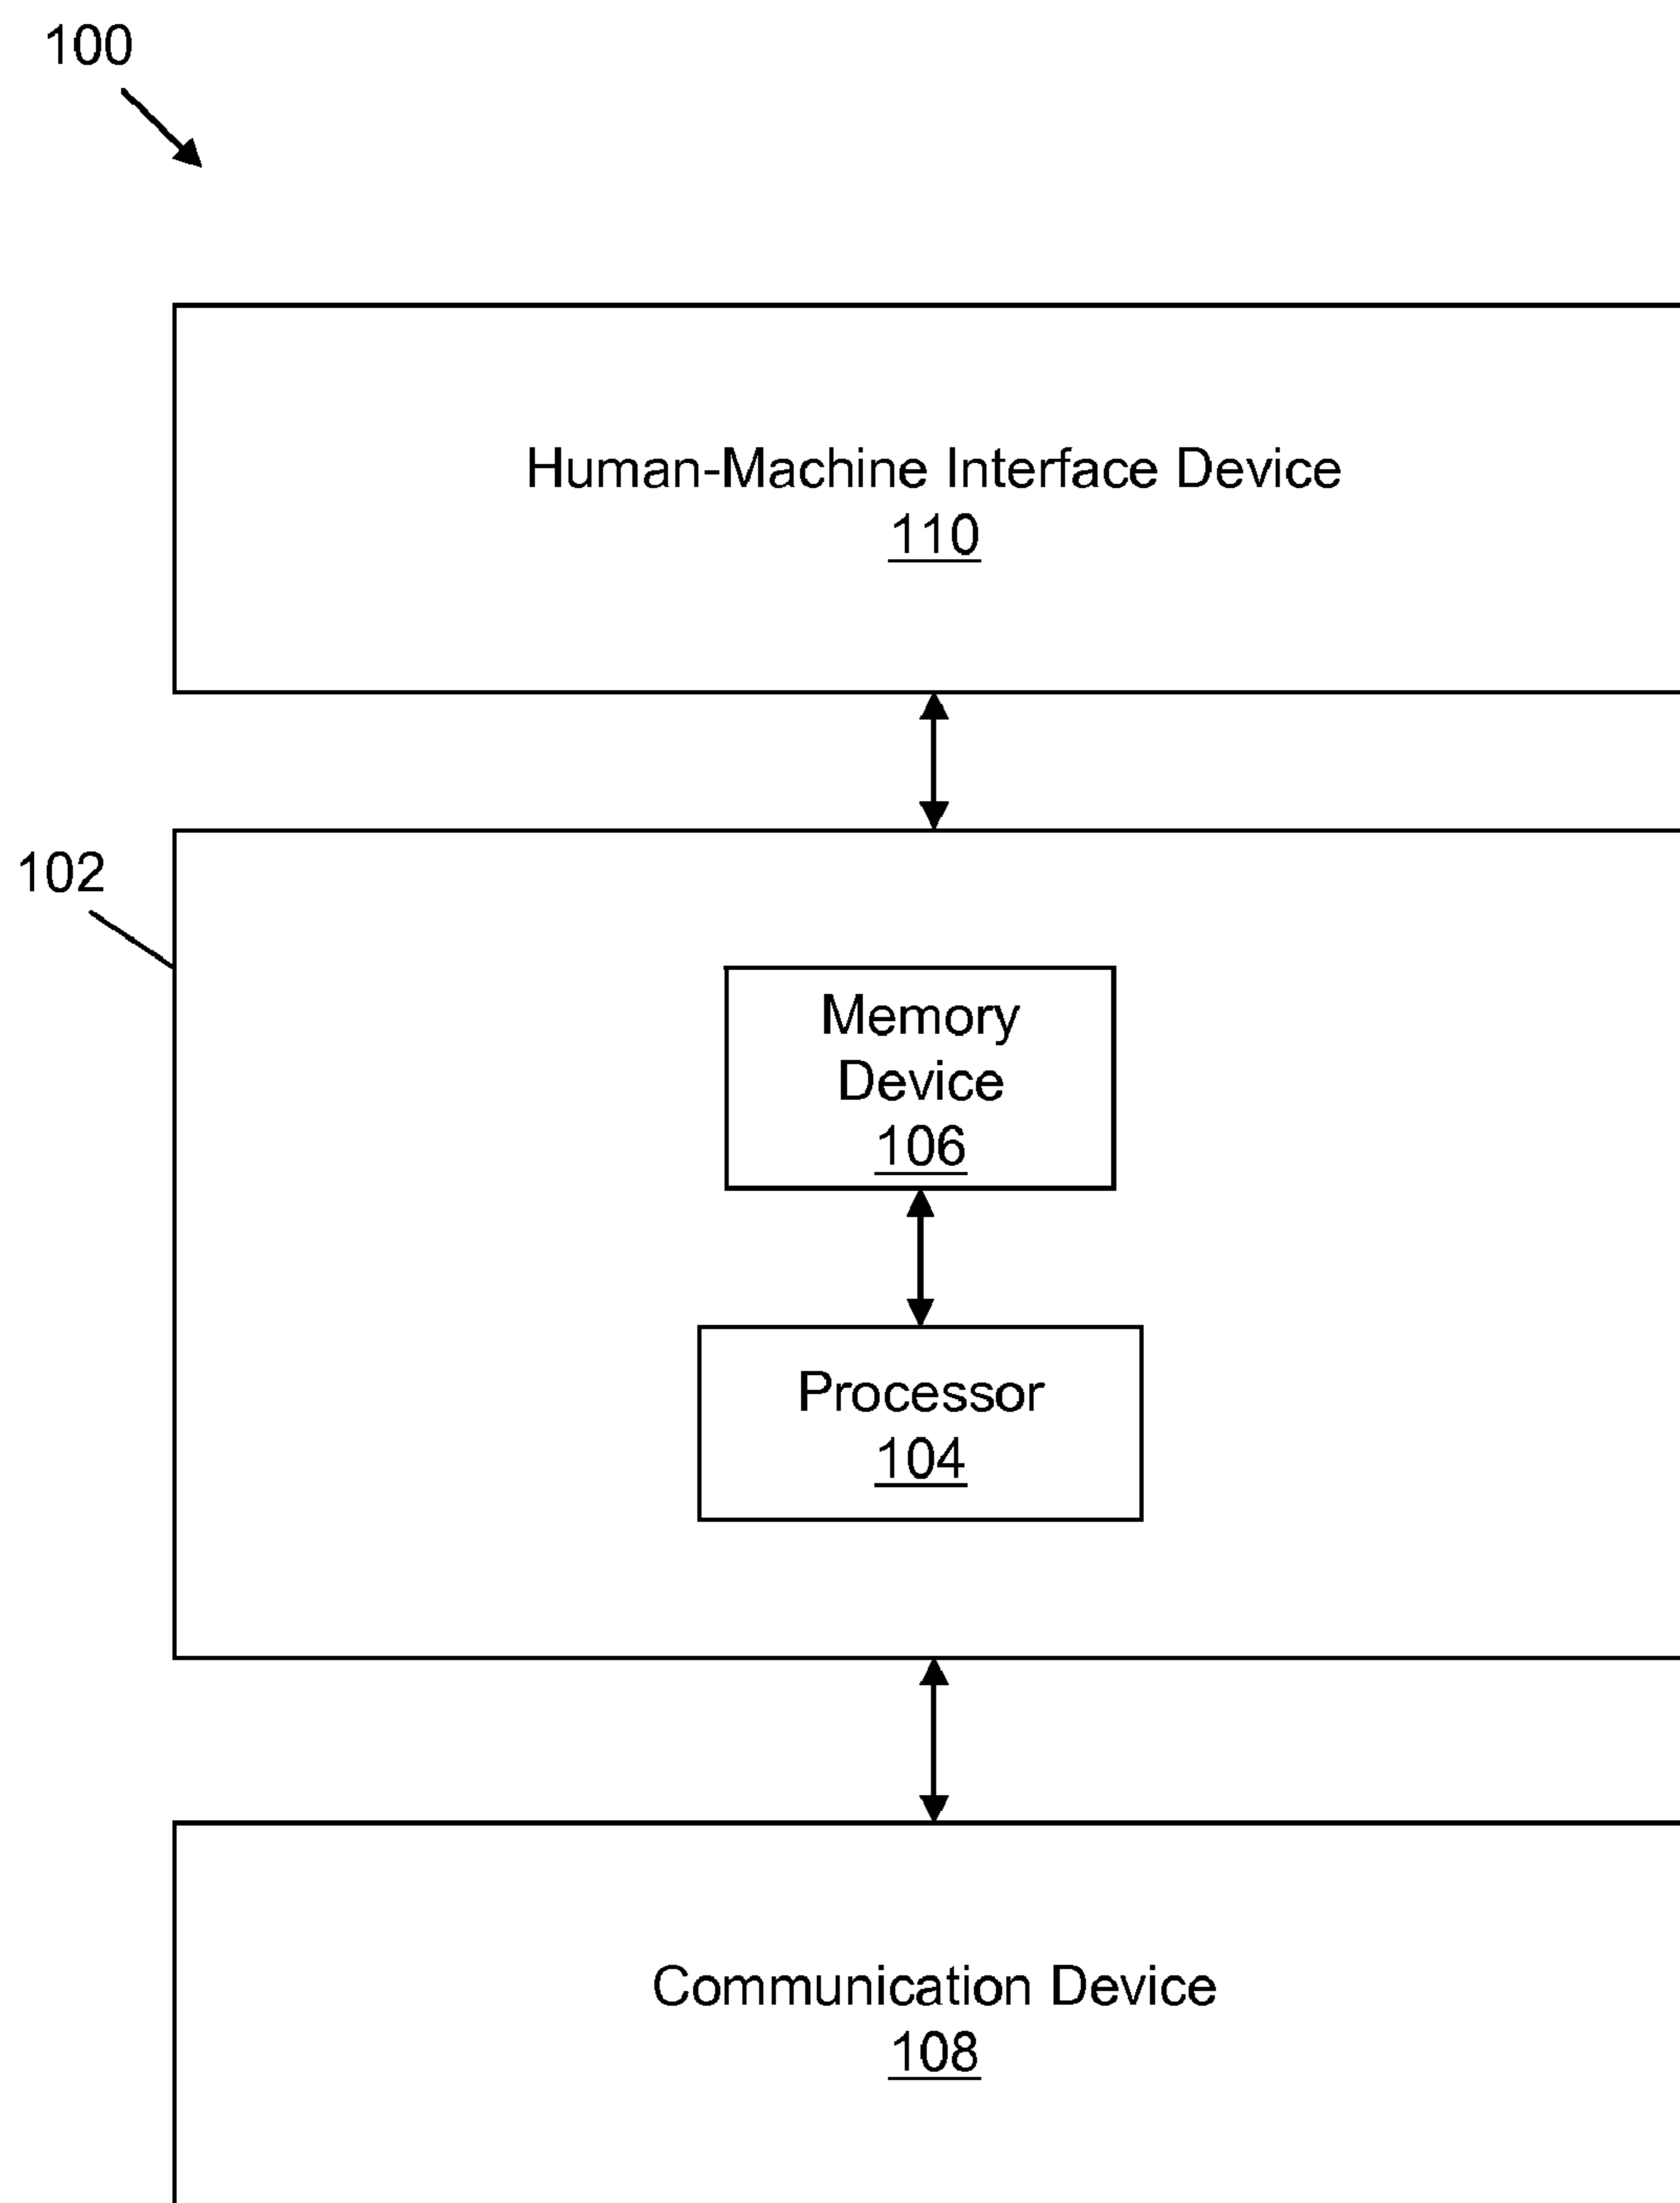 100
Human-Machine Interface Device
110
102
Memory
Device
106
Processor
104
Communication Device
108